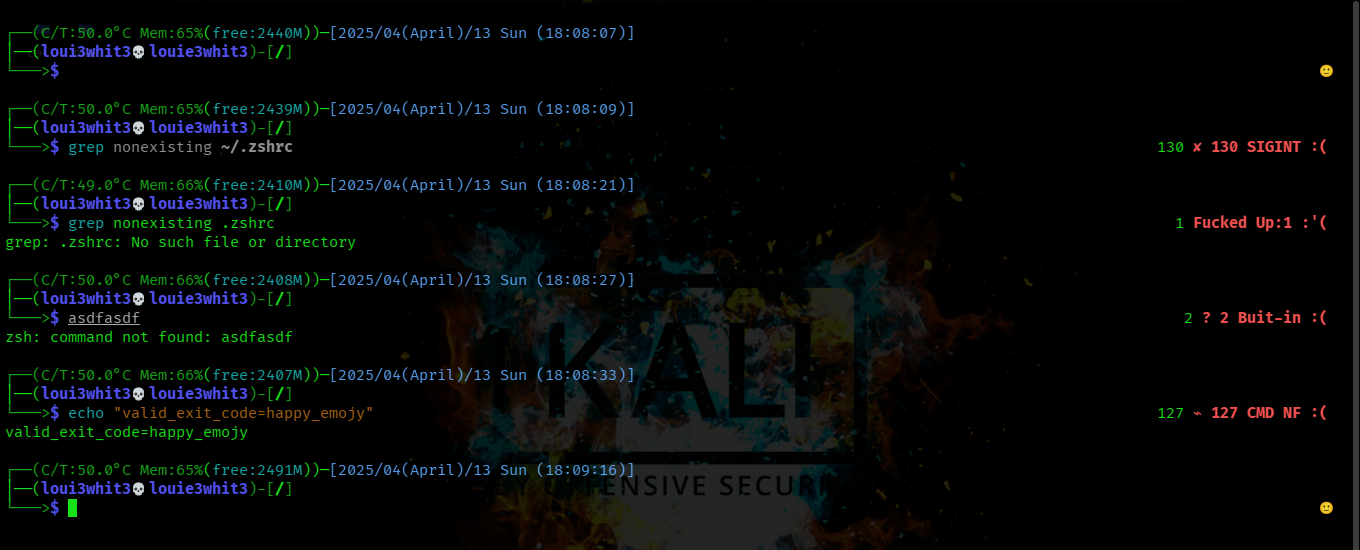 ┌──(C/T:50.0°C Mem:65%(free:2440M))─[2025/04(April)/13 Sun (18:08:07)]
├──(loui3whit3💀louie3whit3)-[/]
└───>$ 🙂
┌──(C/T:50.0°C Mem:65%(free:2439M))─[2025/04(April)/13 Sun (18:08:09)]
├──(loui3whit3💀louie3whit3)-[/]
└───>$ grep nonexisting ~/.zshrc 130 ✘ 130 SIGINT :(
┌──(C/T:49.0°C Mem:66%(free:2410M))─[2025/04(April)/13 Sun (18:08:21)]
├──(loui3whit3💀louie3whit3)-[/]
└───>$ grep nonexisting .zshrc 1 Fucked Up:1 :'(
grep: .zshrc: No such file or directory
┌──(C/T:50.0°C Mem:66%(free:2408M))─[2025/04(April)/13 Sun (18:08:27)]
├──(loui3whit3💀louie3whit3)-[/]
└───>$ asdfasdf 2 ? 2 Buit-in :(
zsh: command not found: asdfasdf
┌──(C/T:50.0°C Mem:66%(free:2407M))─[2025/04(April)/13 Sun (18:08:33)]
├──(loui3whit3💀louie3whit3)-[/]
└───>$ echo "valid_exit_code=happy_emojy" 127 ⌁ 127 CMD NF :(
valid_exit_code=happy_emojy
┌──(C/T:50.0°C Mem:65%(free:2491M))─[2025/04(April)/13 Sun (18:09:16)]
├──(loui3whit3💀louie3whit3)-[/]
└───>$ 🙂
KALI
BY OFFENSIVE SECURITY